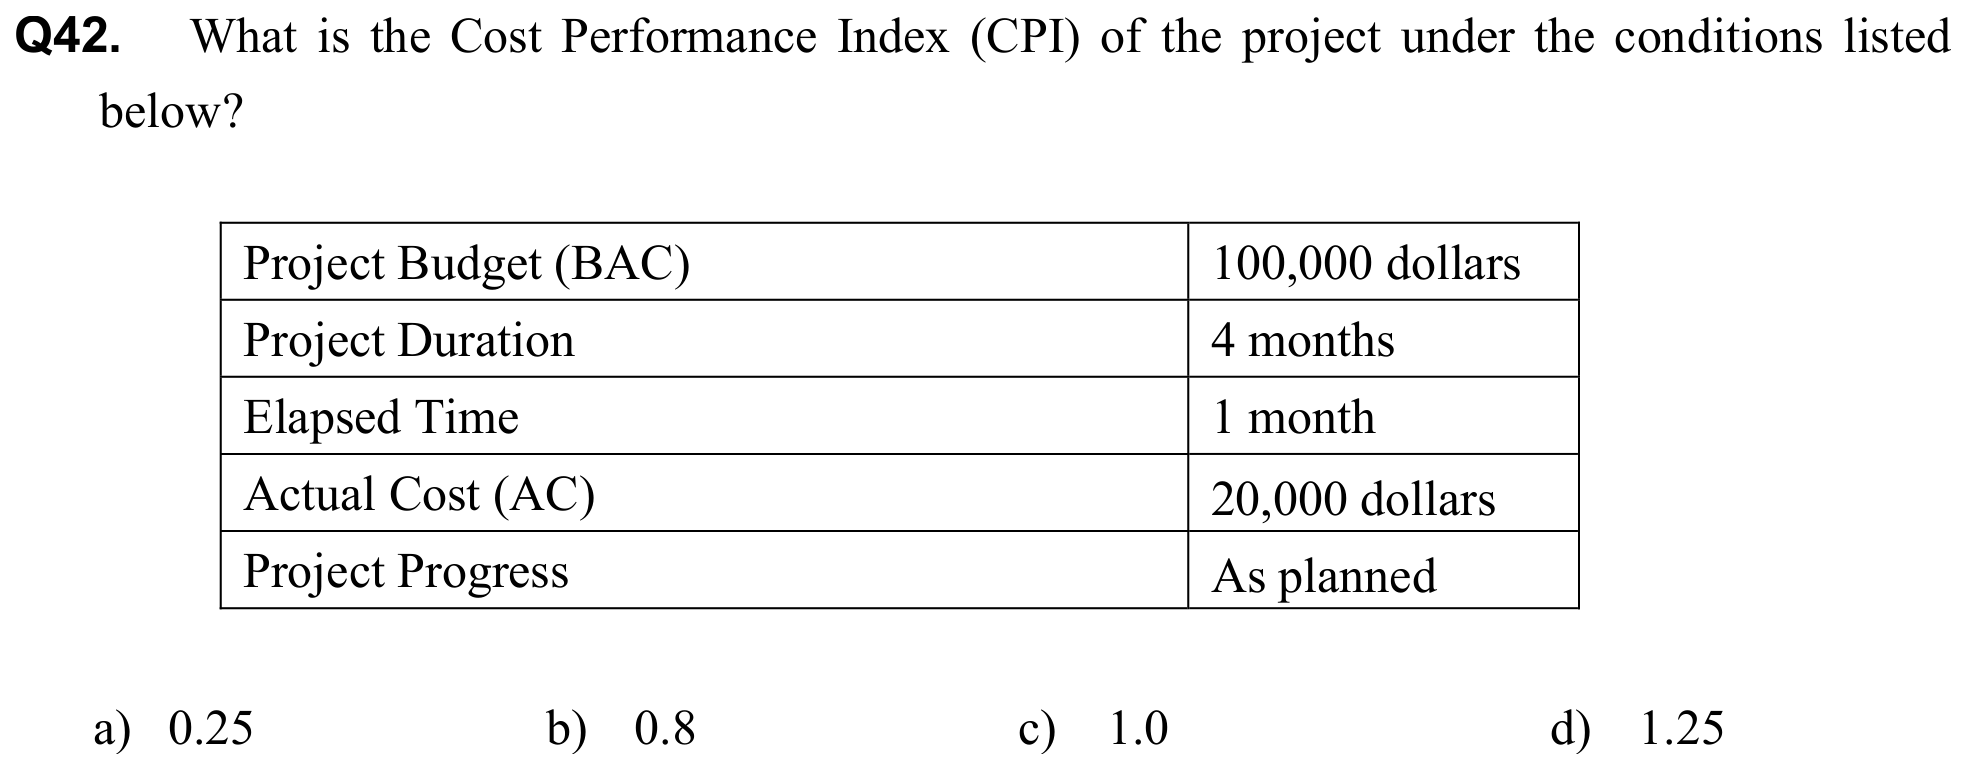 Q42. What is the Cost Performance Index (CPI) of the project under the conditions listed
below?
Project Budget (BAC) 100,000 dollars
Project Duration 4 months
Elapsed Time 1 month
Actual Cost (AC) 20,000 dollars
Project Progress As planned
a) 0.25 b) 0.8 c) 1.0 d) 1.25